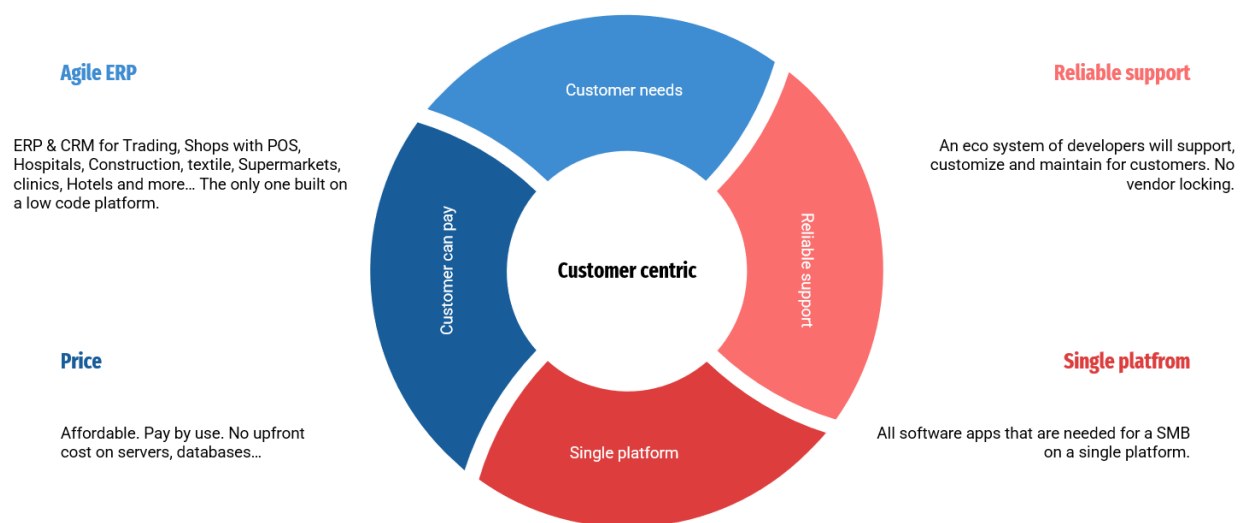 Agile ERP
ERP & CRM for Trading, Shops with POS,
Hospitals, Construction, textile, Supermarkets,
clinics, Hotels and more... The only one built on
a low code platform.
Price
Affordable. Pay by use. No upfront
cost on servers, databases...
Customer needs
Customer can pay
Customer centric
Reliable support
Single platform
Reliable support
An eco system of developers will support,
customize and maintain for customers. No
vendor locking.
Single platfrom
All software apps that are needed for a SMB
on a single platform.